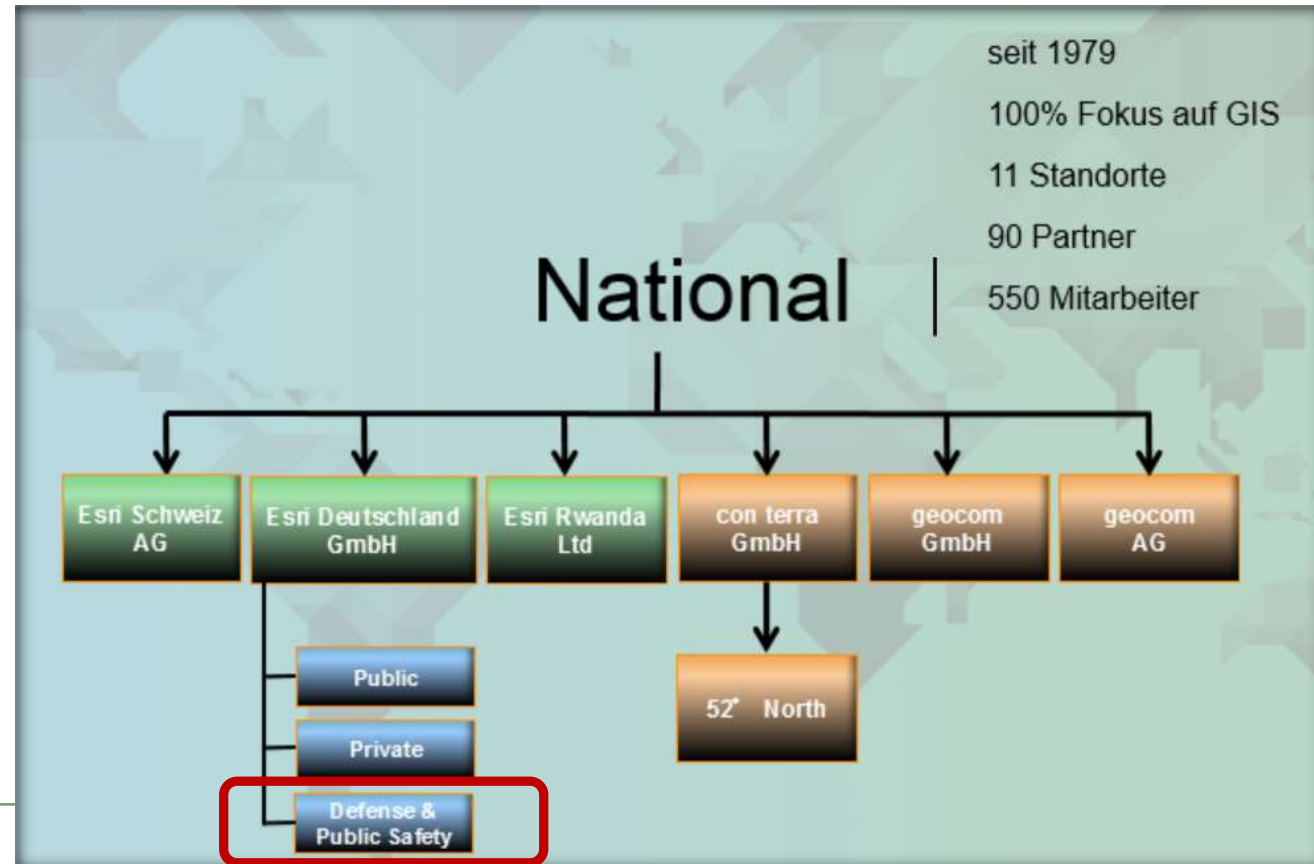 seit 1979
100% Fokus auf GIS
11 Standorte
90 Partner
550 Mitarbeiter
National
Esri Schweiz
AG
Esri Deutschland
GmbH
Esri Rwanda
Ltd
con terra
GmbH
geocom
GmbH
geocom
AG
Public
Private
Defense &
Public Safety
52° North